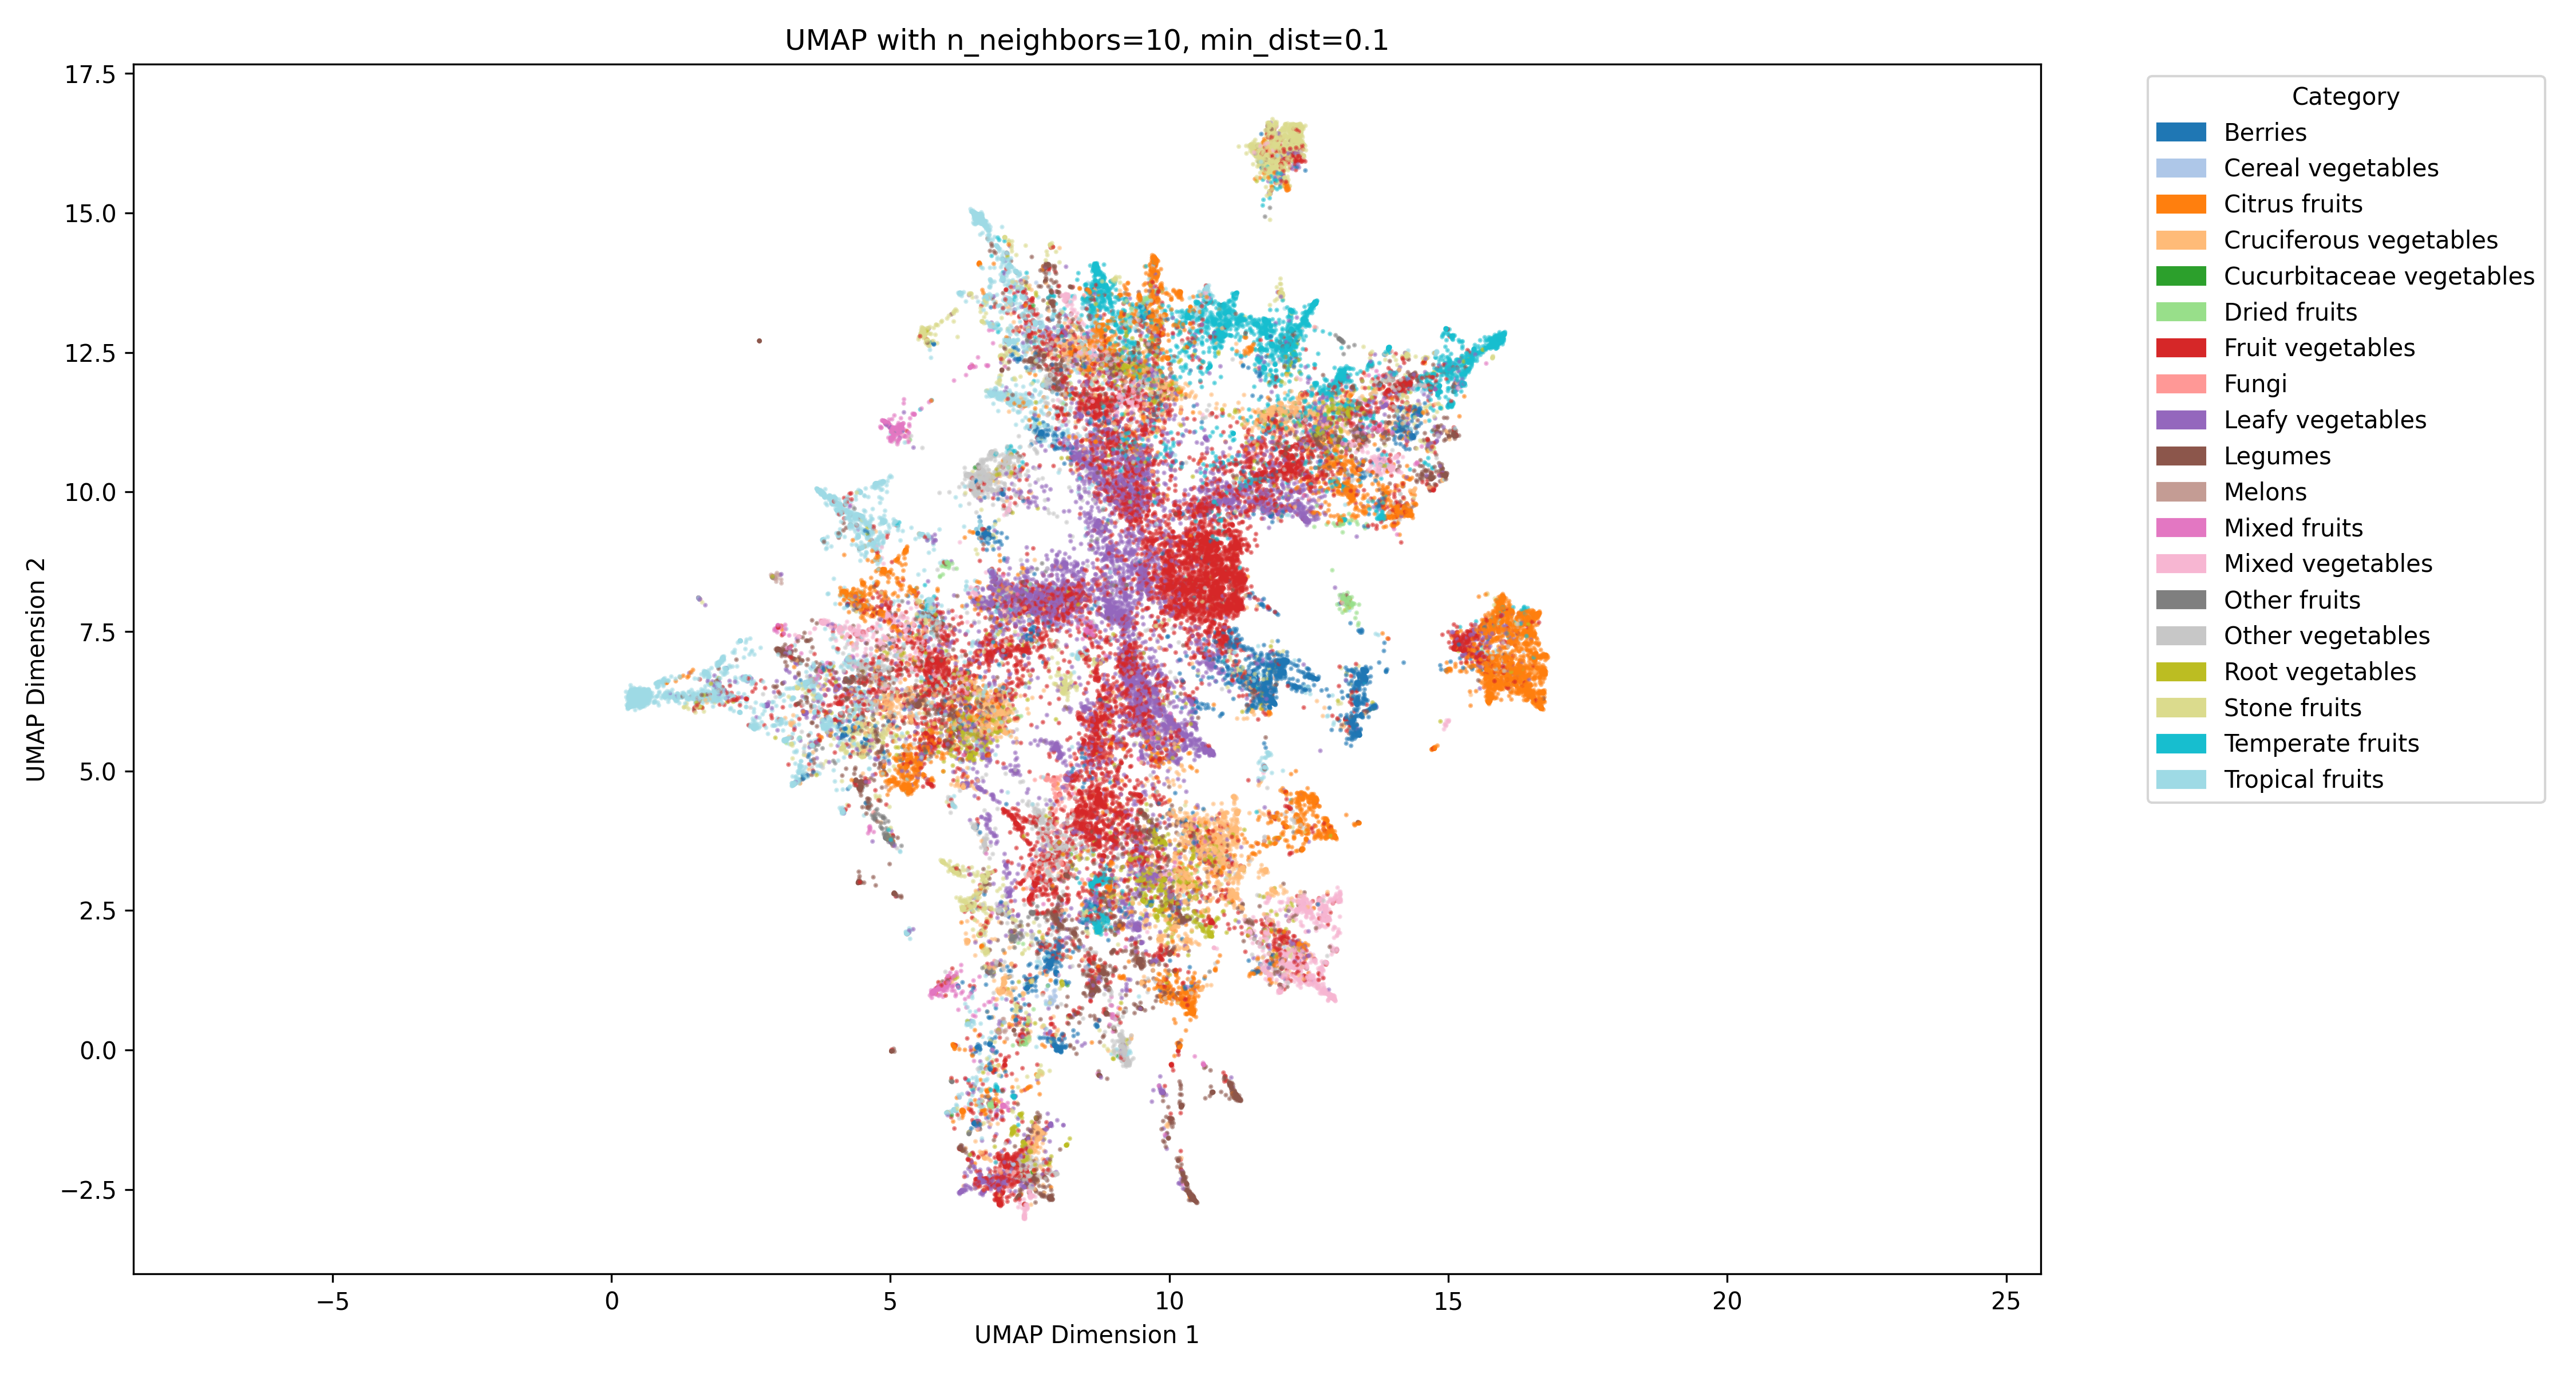 UMAP with n_neighbors=10, min_dist=0.1
17.5
15.0
12.5
10.0
7.5
5.0
2.5
0.0
−2.5
UMAP Dimension 2
−5
0
5
10
15
20
25
UMAP Dimension 1
Category
Berries
Cereal vegetables
Citrus fruits
Cruciferous vegetables
Cucurbitaceae vegetables
Dried fruits
Fruit vegetables
Fungi
Leafy vegetables
Legumes
Melons
Mixed fruits
Mixed vegetables
Other fruits
Other vegetables
Root vegetables
Stone fruits
Temperate fruits
Tropical fruits